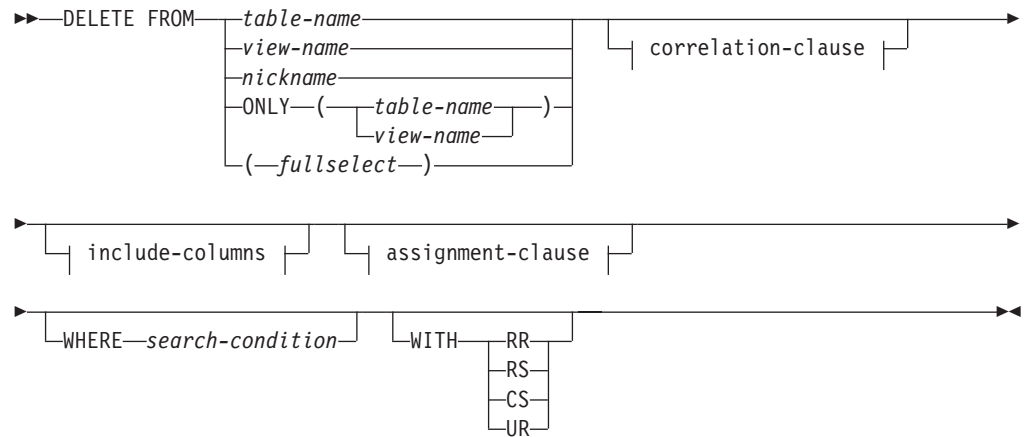 DELETE FROM table-name correlation-clause
view-name
nickname
ONLY ( table-name )
view-name
( fullselect )
include-columns assignment-clause
WHERE search-condition WITH RR
RS
CS
UR